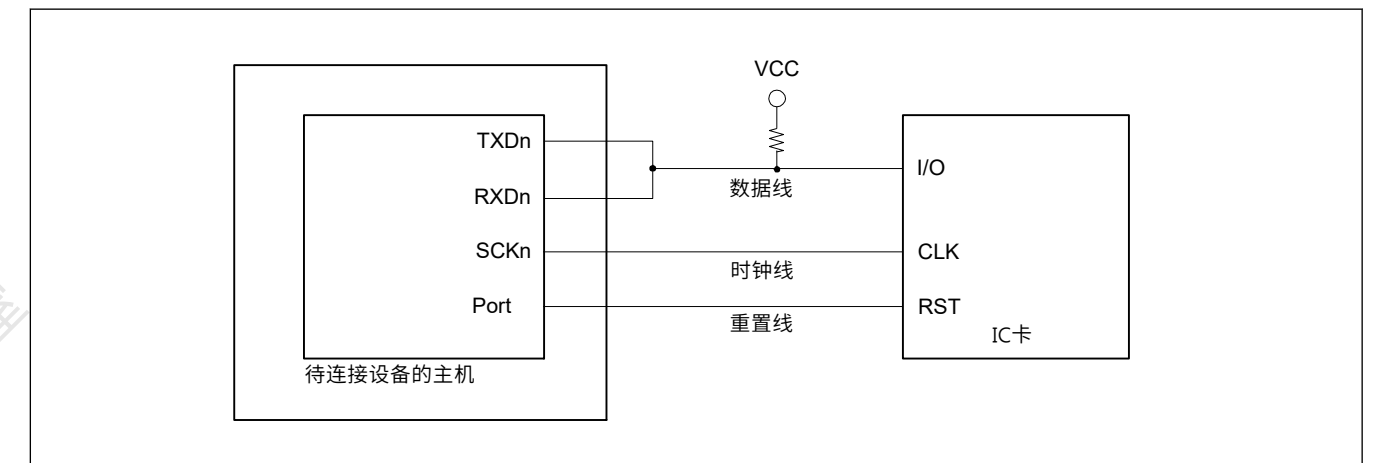 VCC
TXDn
I/O
数据线
RXDn
SCKn
CLK
时钟线
Port
RST
重置线
IC卡
待连接设备的主机